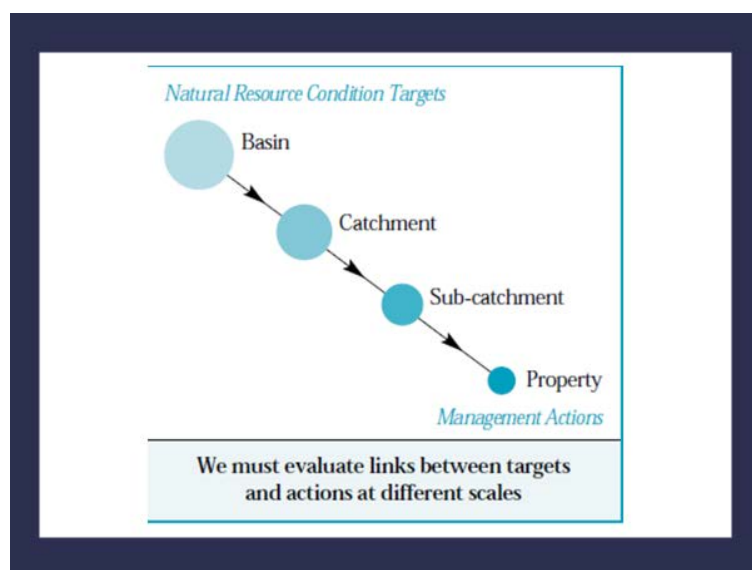 Natural Resource Condition Targets
Basin
Catchment
Sub-catchment
Property
Management Actions
We must evaluate links between targets
and actions at different scales